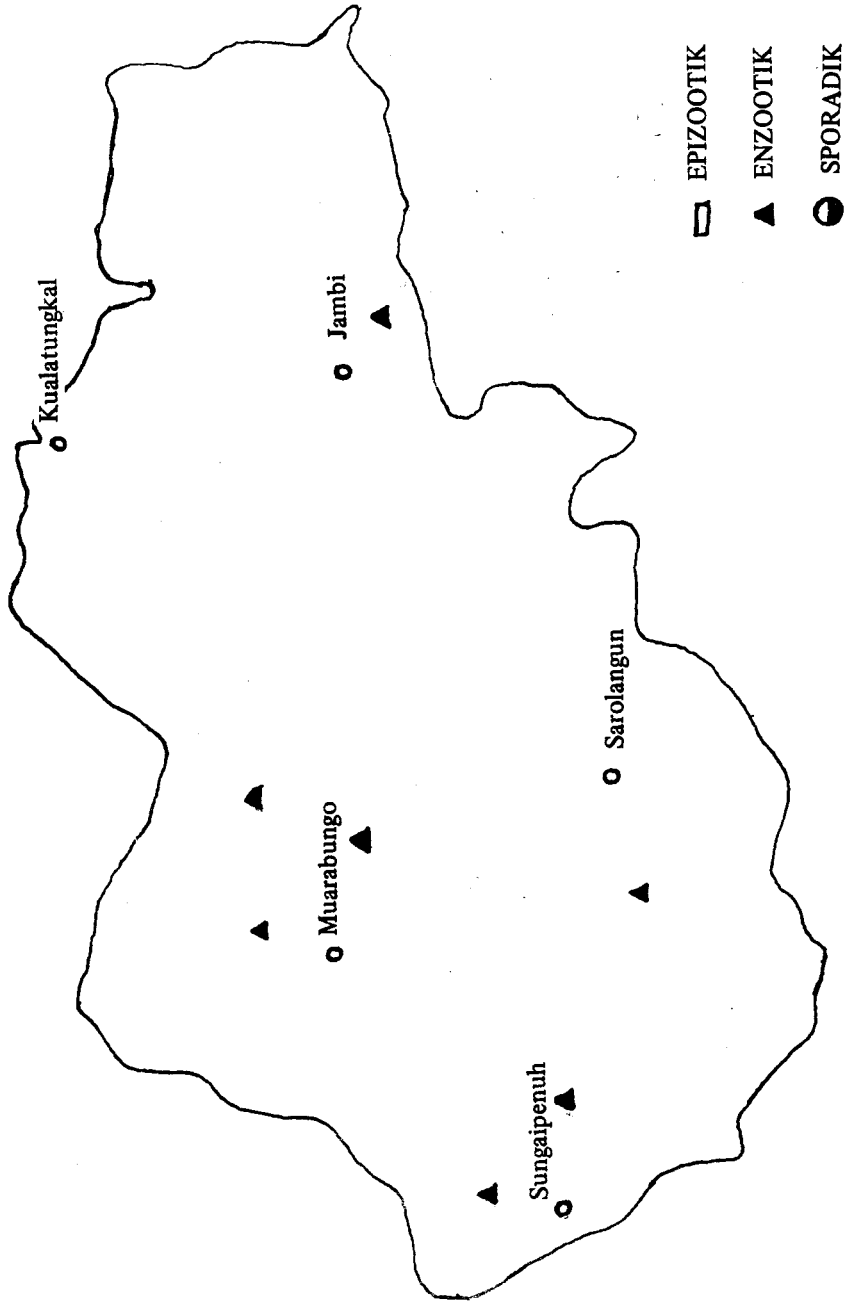 Kualatungkal
Jambi
Muarabungo
Sarolangun
Sungaipenuh
EPIZOOTIK
ENZOOTIK
SPORADIK